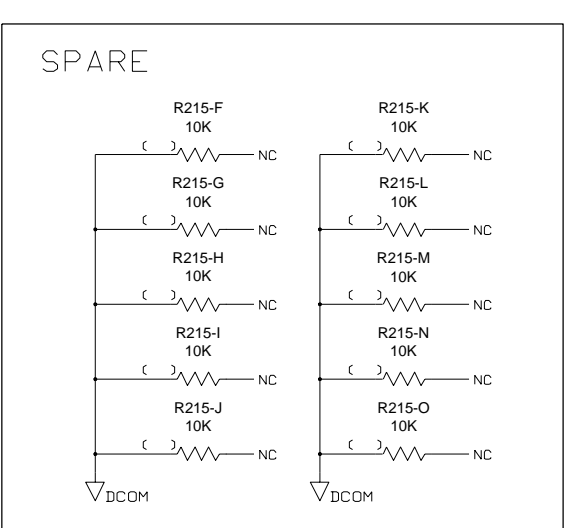 SPARE
R215-F
10K
( ) NC
R215-G
10K
( ) NC
R215-H
10K
( ) NC
R215-I
10K
( ) NC
R215-J
10K
( ) NC
DCOM
R215-K
10K
( ) NC
R215-L
10K
( ) NC
R215-M
10K
( ) NC
R215-N
10K
( ) NC
R215-O
10K
( ) NC
DCOM